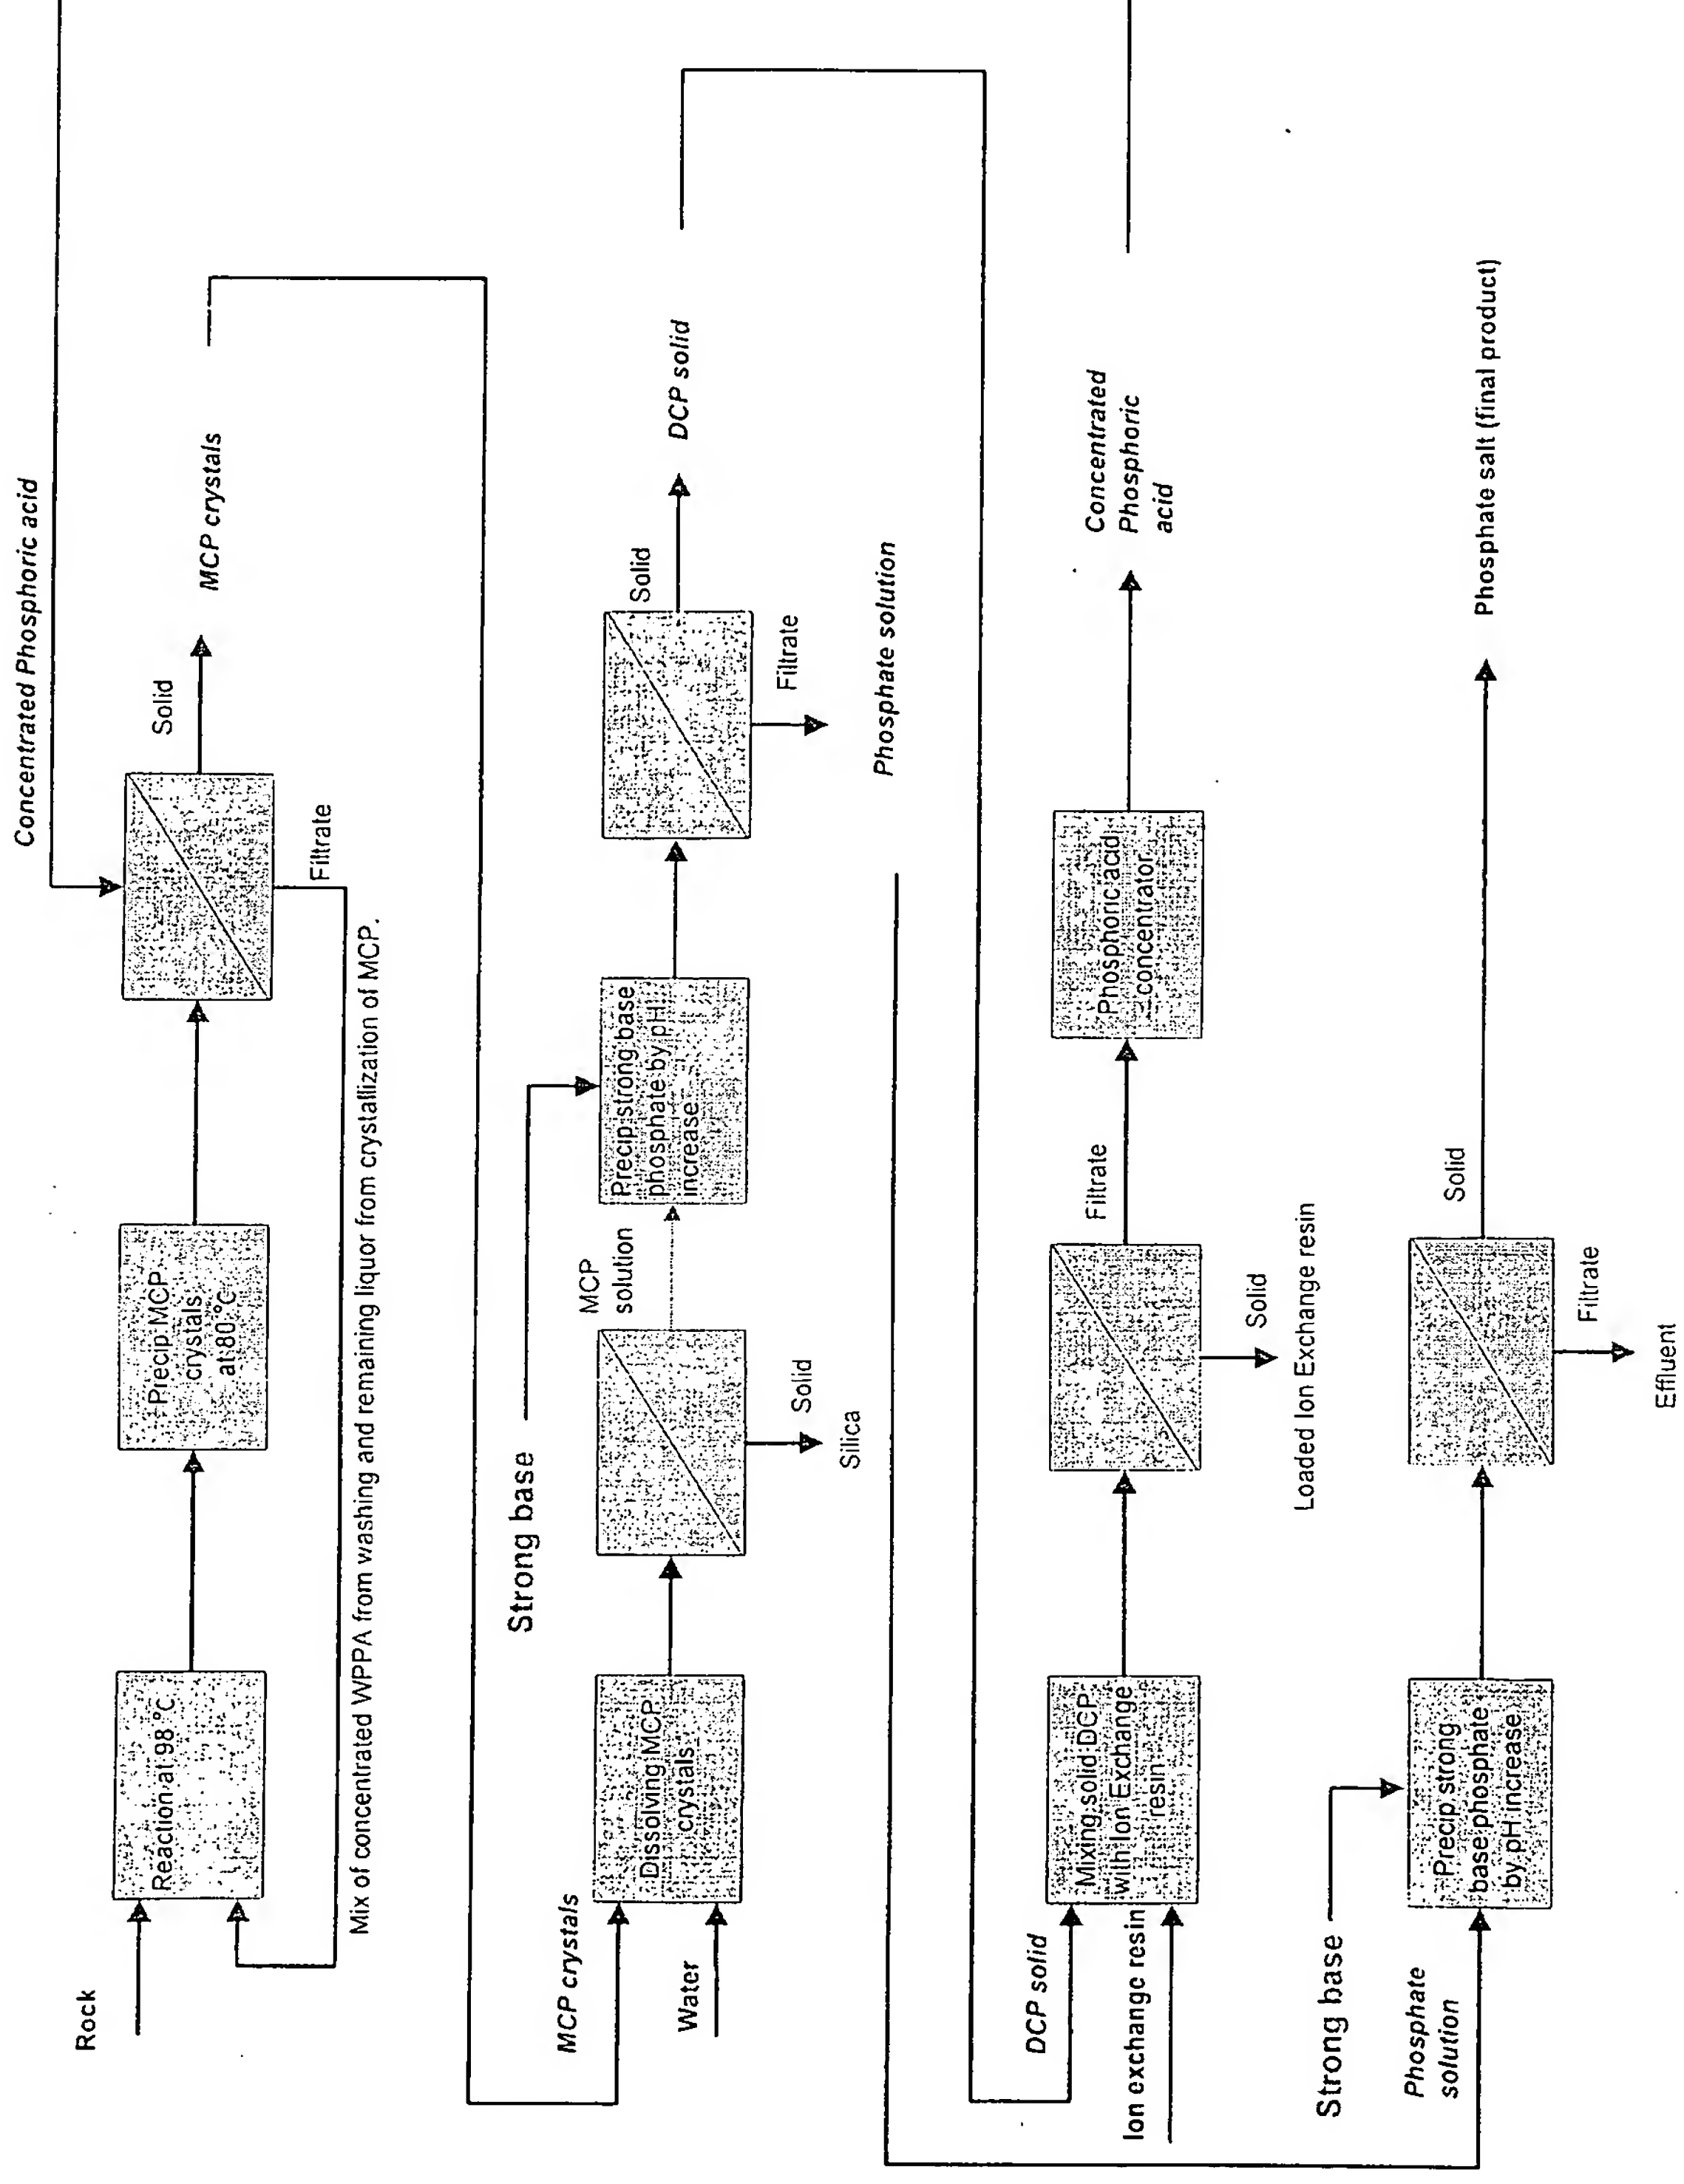 Concentrated Phosphoric acid
Rock
Reaction at 98 °C
Precip MCP
crystals
at 80°C
Solid
MCP crystals
Filtrate
Mix of concentrated WPPA from washing and remaining liquor from crystallization of MCP.
MCP crystals
Water
Dissolving MCP
crystals
Strong base
Solid
Silica
MCP
solution
Precip strong base
phosphate by pH
increase
Solid
DCP solid
Filtrate
Phosphate solution
DCP solid
Ion exchange resin
Mixing solid DCP
with Ion Exchange
resin
Solid
Loaded Ion Exchange resin
Filtrate
Phosphoric acid
concentrator
Concentrated
Phosphoric
acid
Strong base
Phosphate
solution
Precip strong
base phosphate
by pH increase
Solid
Filtrate
Effluent
Phosphate salt (final product)